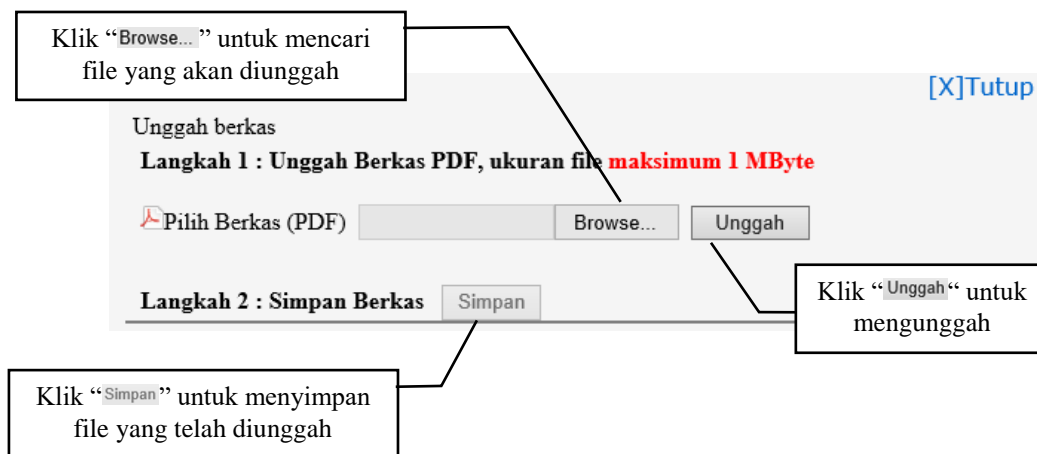 Klik “Browse... ” untuk mencari
file yang akan diunggah
[X]Tutup
Unggah berkas
Langkah 1 : Unggah Berkas PDF, ukuran file maksimum 1 MByte
Pilih Berkas (PDF) Browse... Unggah
Klik “Unggah“ untuk
mengunggah
Langkah 2 : Simpan Berkas Simpan
Klik “Simpan” untuk menyimpan
file yang telah diunggah